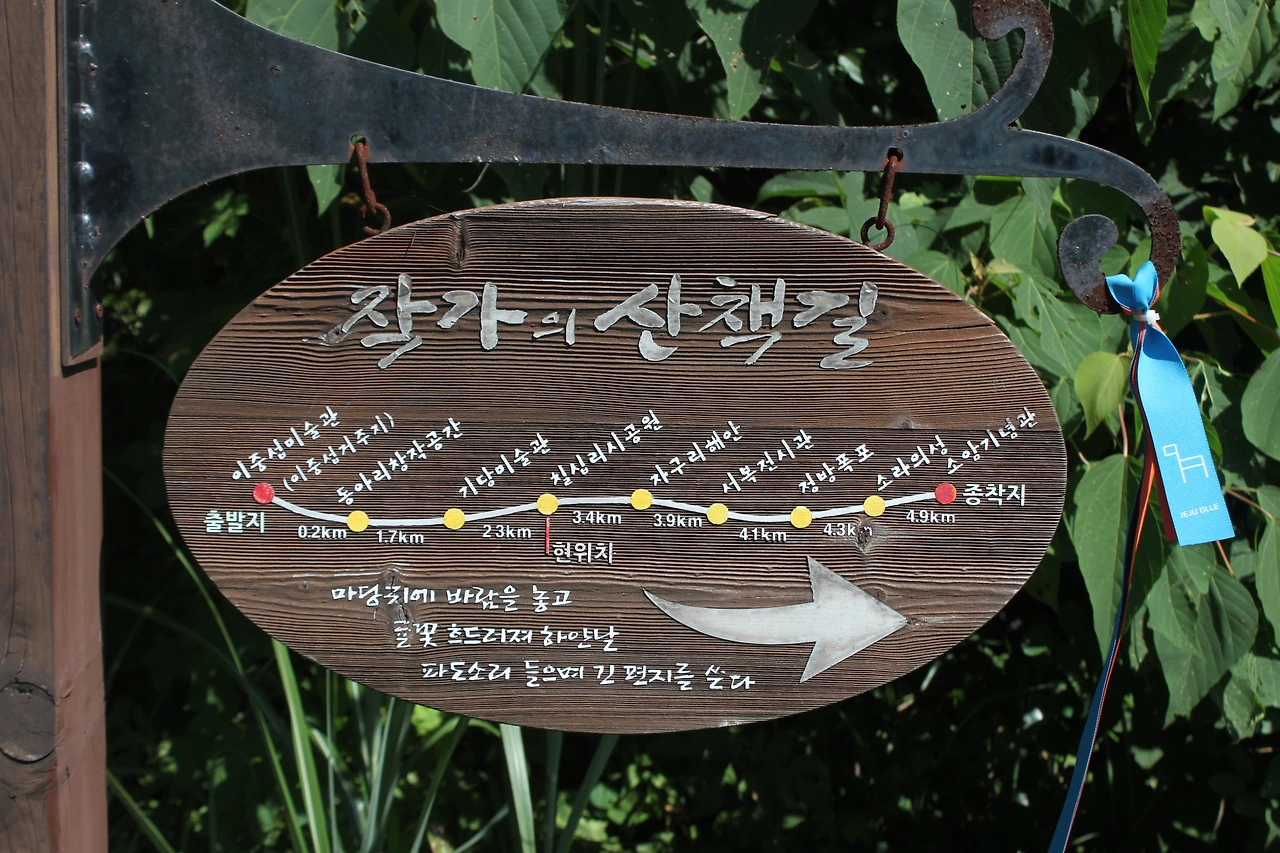 작가의 산책길
이중섭미술관
(이중섭거주지)
동아리창작공간
기당미술관
칠십리시공원
자구리해안
서복전시관
정방폭포
소라의성
소암기념관
출발지
0.2km
1.7km
2.3km
3.4km
3.9km
4.1km
4.3km
4.9km
종착지
현위치
마당귀에 바람을 놓고
귤꽃 흐드러져 하얀날
파도소리 들으며 긴 편지를 쓴다
JEJU OLLE